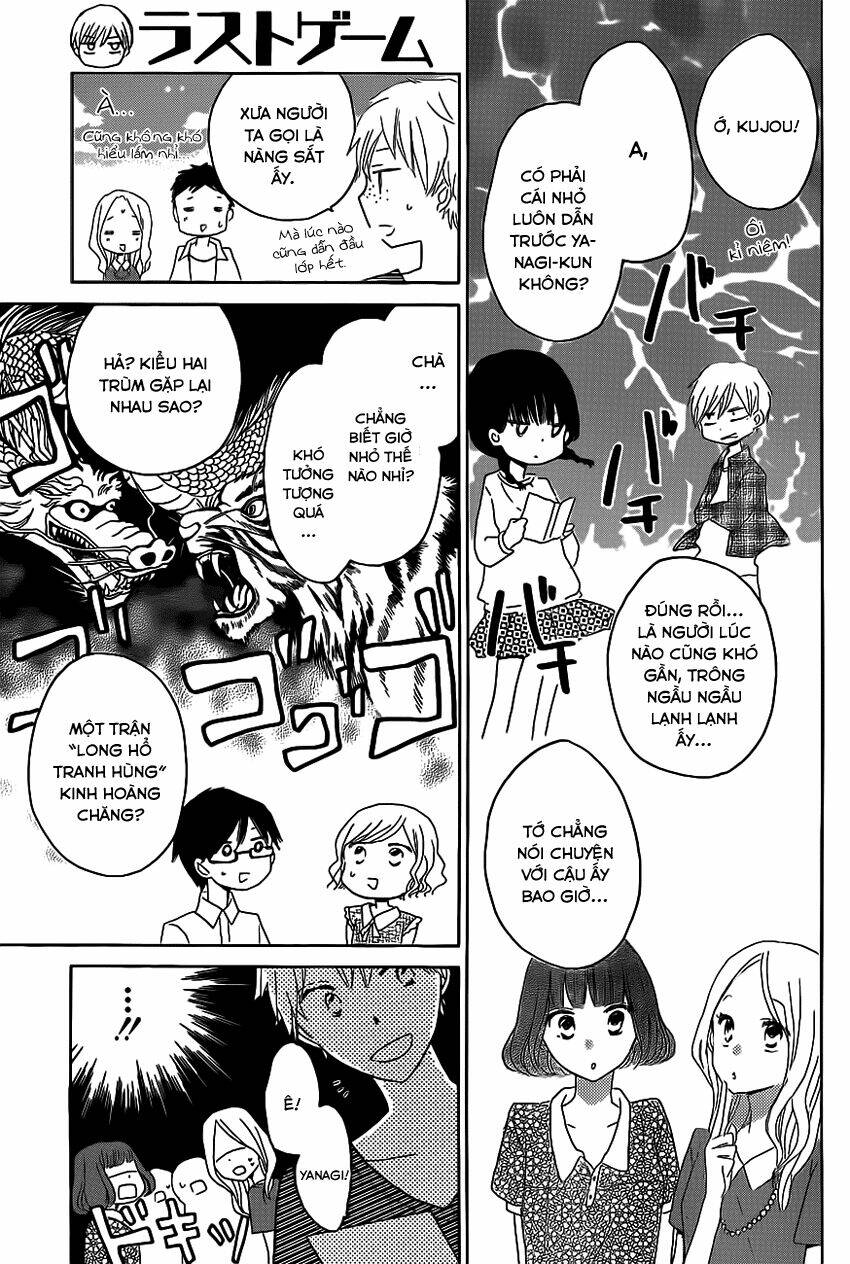 ラストゲーム
Ớ, KUJOU!
A,
CÓ PHẢI
CÁI NHỎ
LUÔN DẪN
TRƯỚC YA-
NAGI-KUN
KHÔNG?
Ôi
kỉ niệm!
バチ
バチ
バチ
ĐÚNG RỒI...
LÀ NGƯỜI LÚC
NÀO CŨNG KHÓ
GẦN, TRÔNG
NGẦU NGẦU
LẠNH LẠNH
ẤY...
TỚ CHẲNG
NÓI CHUYỆN
VỚI CẬU ẤY
BAO GIỜ...
XƯA NGƯỜI
TA GỌI LÀ
NÀNG SẮT
ẤY.
Mà lúc nào
cũng dẫn đầu
lớp hết.
À...
Cũng không khó
hiểu lắm nhỉ...
CHÀ
...
CHẲNG
BIẾT GIỜ
NHỎ THẾ
NÀO NHỈ?
KHÓ
TƯỞNG
TƯỢNG
QUÁ
...
HẢ? KIỂU HAI
TRÙM GẶP LẠI
NHAU SAO?
ゴゴ
ゴゴゴ
MỘT TRẬN
"LONG HỔ
TRANH HÙNG"
KINH HOÀNG
CHĂNG?
Ê!
YANAGI!
...!!
ドキッ